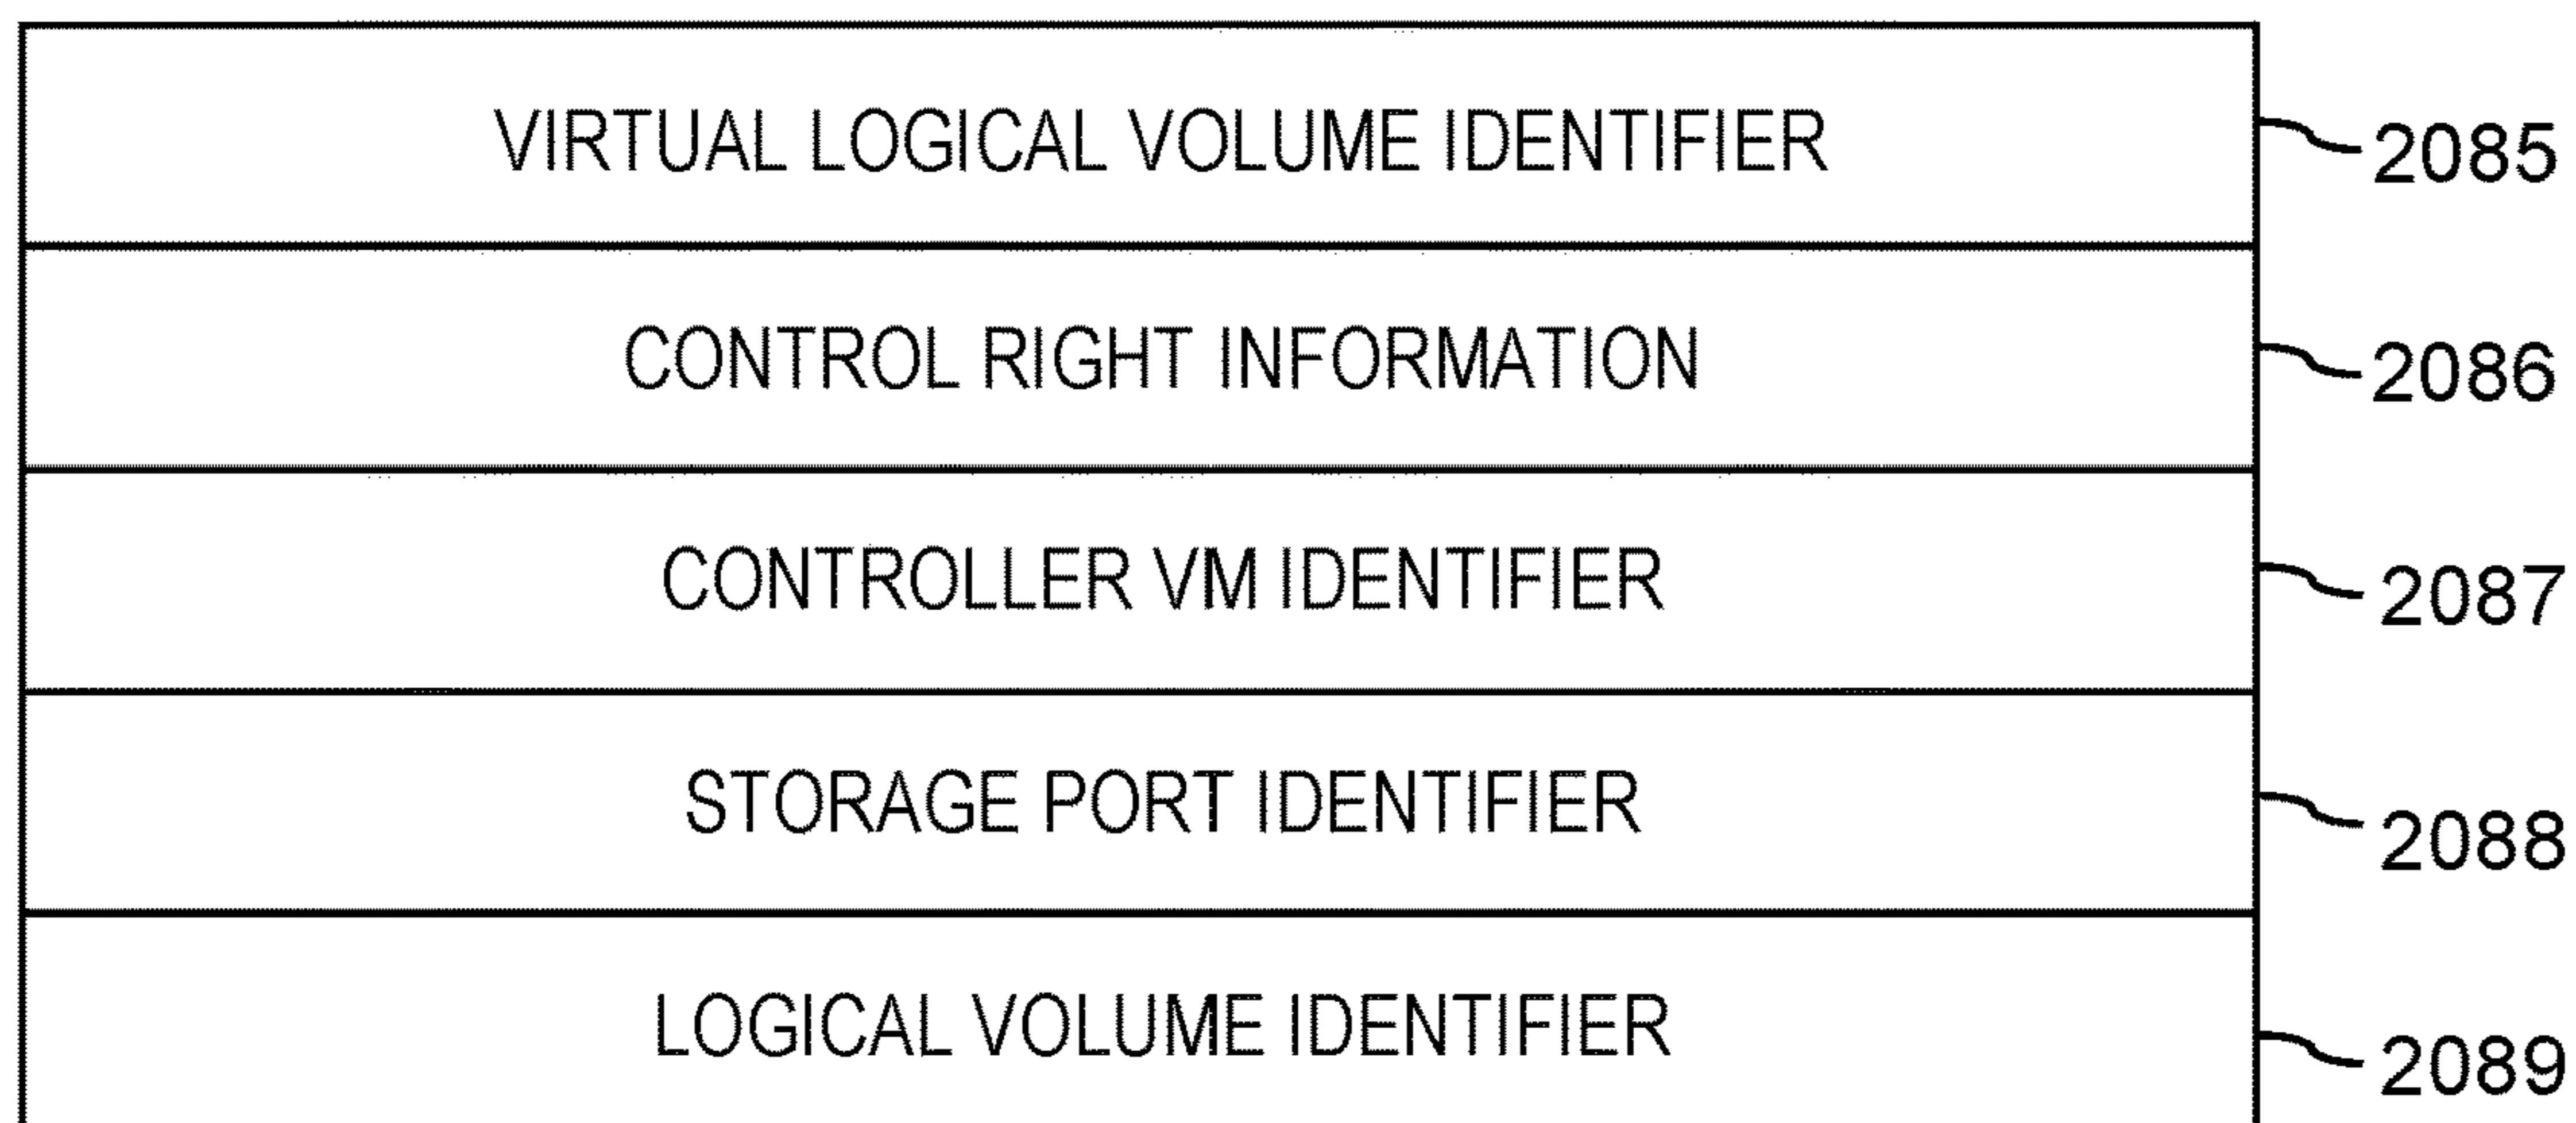 VIRTUAL LOGICAL VOLUME IDENTIFIER 2085
CONTROL RIGHT INFORMATION 2086
CONTROLLER VM IDENTIFIER 2087
STORAGE PORT IDENTIFIER 2088
LOGICAL VOLUME IDENTIFIER 2089